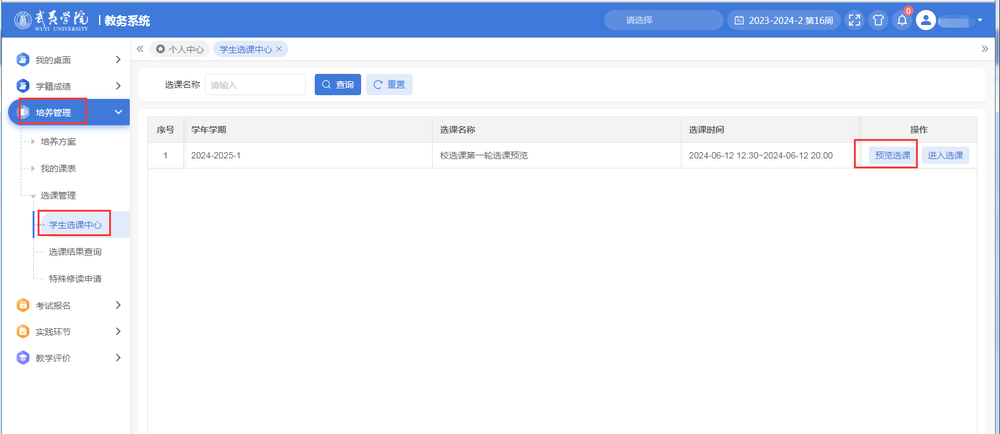 武夷学院
WUYI UNIVERSITY
教务系统
请选择
2023-2024-2 第16周
0
个人中心
学生选课中心
我的桌面
学籍成绩
培养管理
培养方案
我的课表
选课管理
学生选课中心
选课结果查询
特殊修读申请
考试报名
实践环节
教学评价
选课名称 请输入 查询 重置
序号 学年学期 选课名称 选课时间 操作
1 2024-2025-1 校选课第一轮选课预览 2024-06-12 12:30~2024-06-12 20:00 预览选课 进入选课